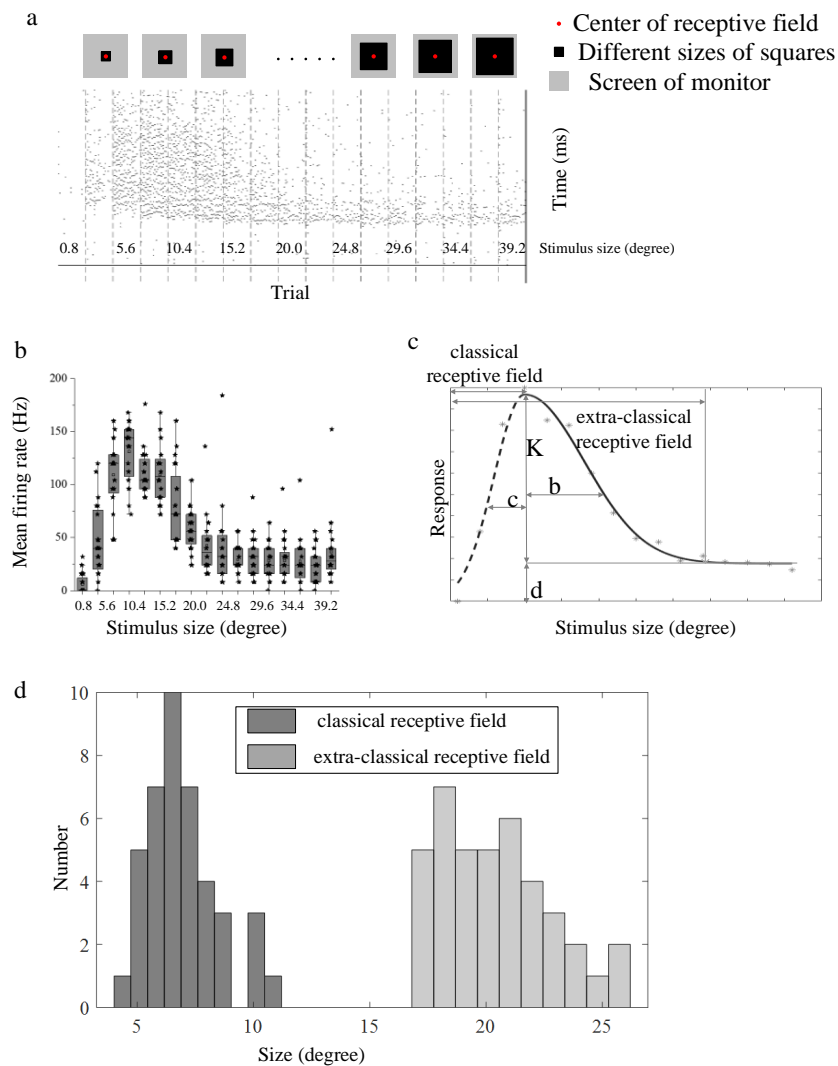 a
Center of receptive field
Different sizes of squares
Screen of monitor
Time (ms)
0.8 5.6 10.4 15.2 20.0 24.8 29.6 34.4 39.2 Stimulus size (degree)
Trial
b
Mean firing rate (Hz)
200
150
100
50
0
0.8 5.6 10.4 15.2 20.0 24.8 29.6 34.4 39.2
Stimulus size (degree)
c
classical
receptive field
extra-classical
receptive field
K
b
c
d
Response
Stimulus size (degree)
d
Number
10
8
6
4
2
0
classical receptive field
extra-classical receptive field
5 10 15 20 25
Size (degree)